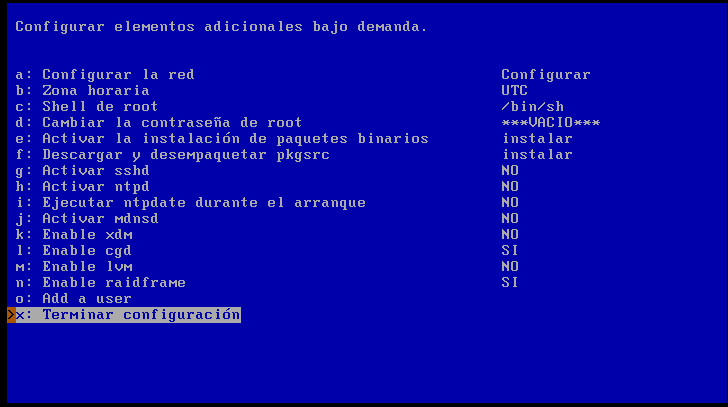 Configurar elementos adicionales bajo demanda.
a: Configurar la red Configurar
b: Zona horaria UTC
c: Shell de root /bin/sh
d: Cambiar la contraseña de root ***VACIO***
e: Activar la instalación de paquetes binarios instalar
f: Descargar y desempaquetar pkgsrc instalar
g: Activar sshd NO
h: Activar ntpd NO
i: Ejecutar ntpdate durante el arranque NO
j: Activar mdnsd NO
k: Enable xdm NO
l: Enable cgd SI
m: Enable lvm NO
n: Enable raidframe SI
o: Add a user
>x: Terminar configuración